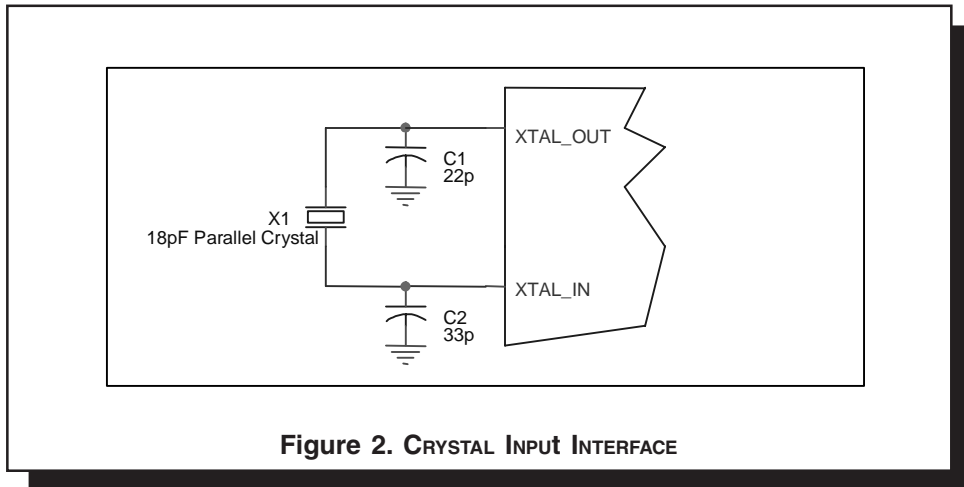 XTAL_OUT
C1
22p
X1
18pF Parallel Crystal
XTAL_IN
C2
33p
Figure 2. CRYSTAL INPUT INTERFACE